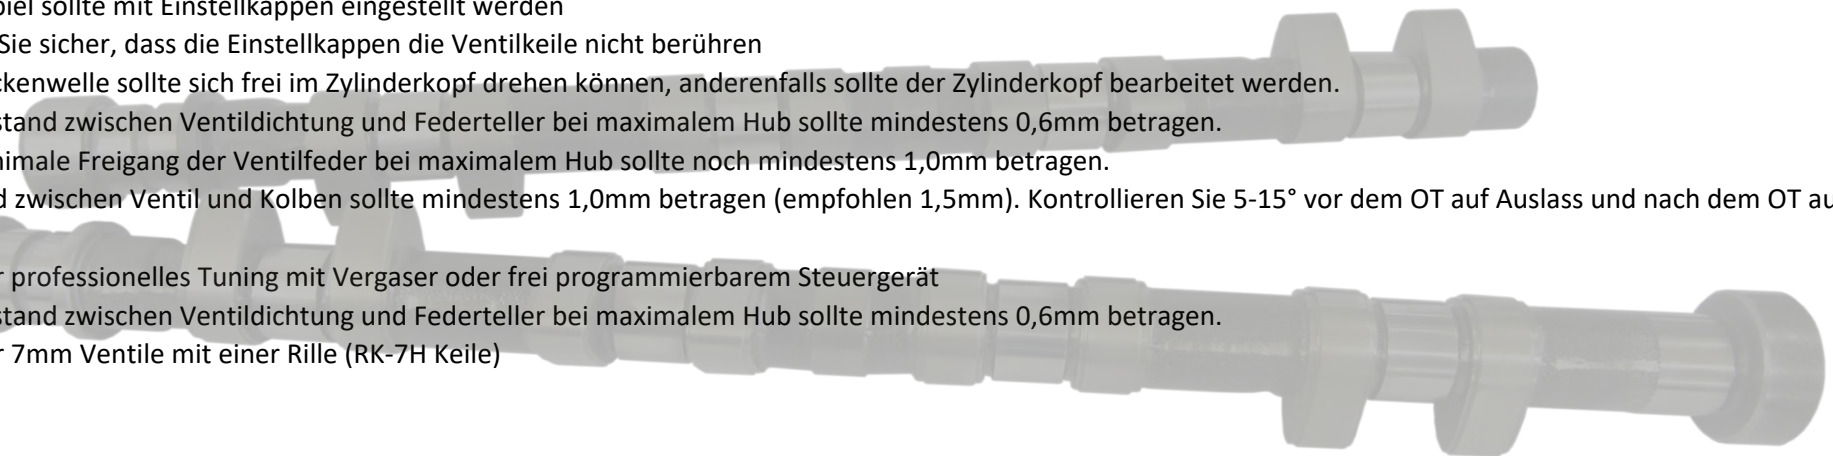 piel sollte mit Einstellkappen eingestellt werden
Sie sicher, dass die Einstellkappen die Ventilkeile nicht berühren
ckenwelle sollte sich frei im Zylinderkopf drehen können, anderenfalls sollte der Zylinderkopf bearbeitet werden.
stand zwischen Ventildichtung und Federteller bei maximalem Hub sollte mindestens 0,6mm betragen.
nimale Freigang der Ventilfeder bei maximalem Hub sollte noch mindestens 1,0mm betragen.
d zwischen Ventil und Kolben sollte mindestens 1,0mm betragen (empfohlen 1,5mm). Kontrollieren Sie 5-15° vor dem OT auf Auslass und nach dem OT au
r professionelles Tuning mit Vergaser oder frei programmierbarem Steuergerät
stand zwischen Ventildichtung und Federteller bei maximalem Hub sollte mindestens 0,6mm betragen.
r 7mm Ventile mit einer Rille (RK-7H Keile)